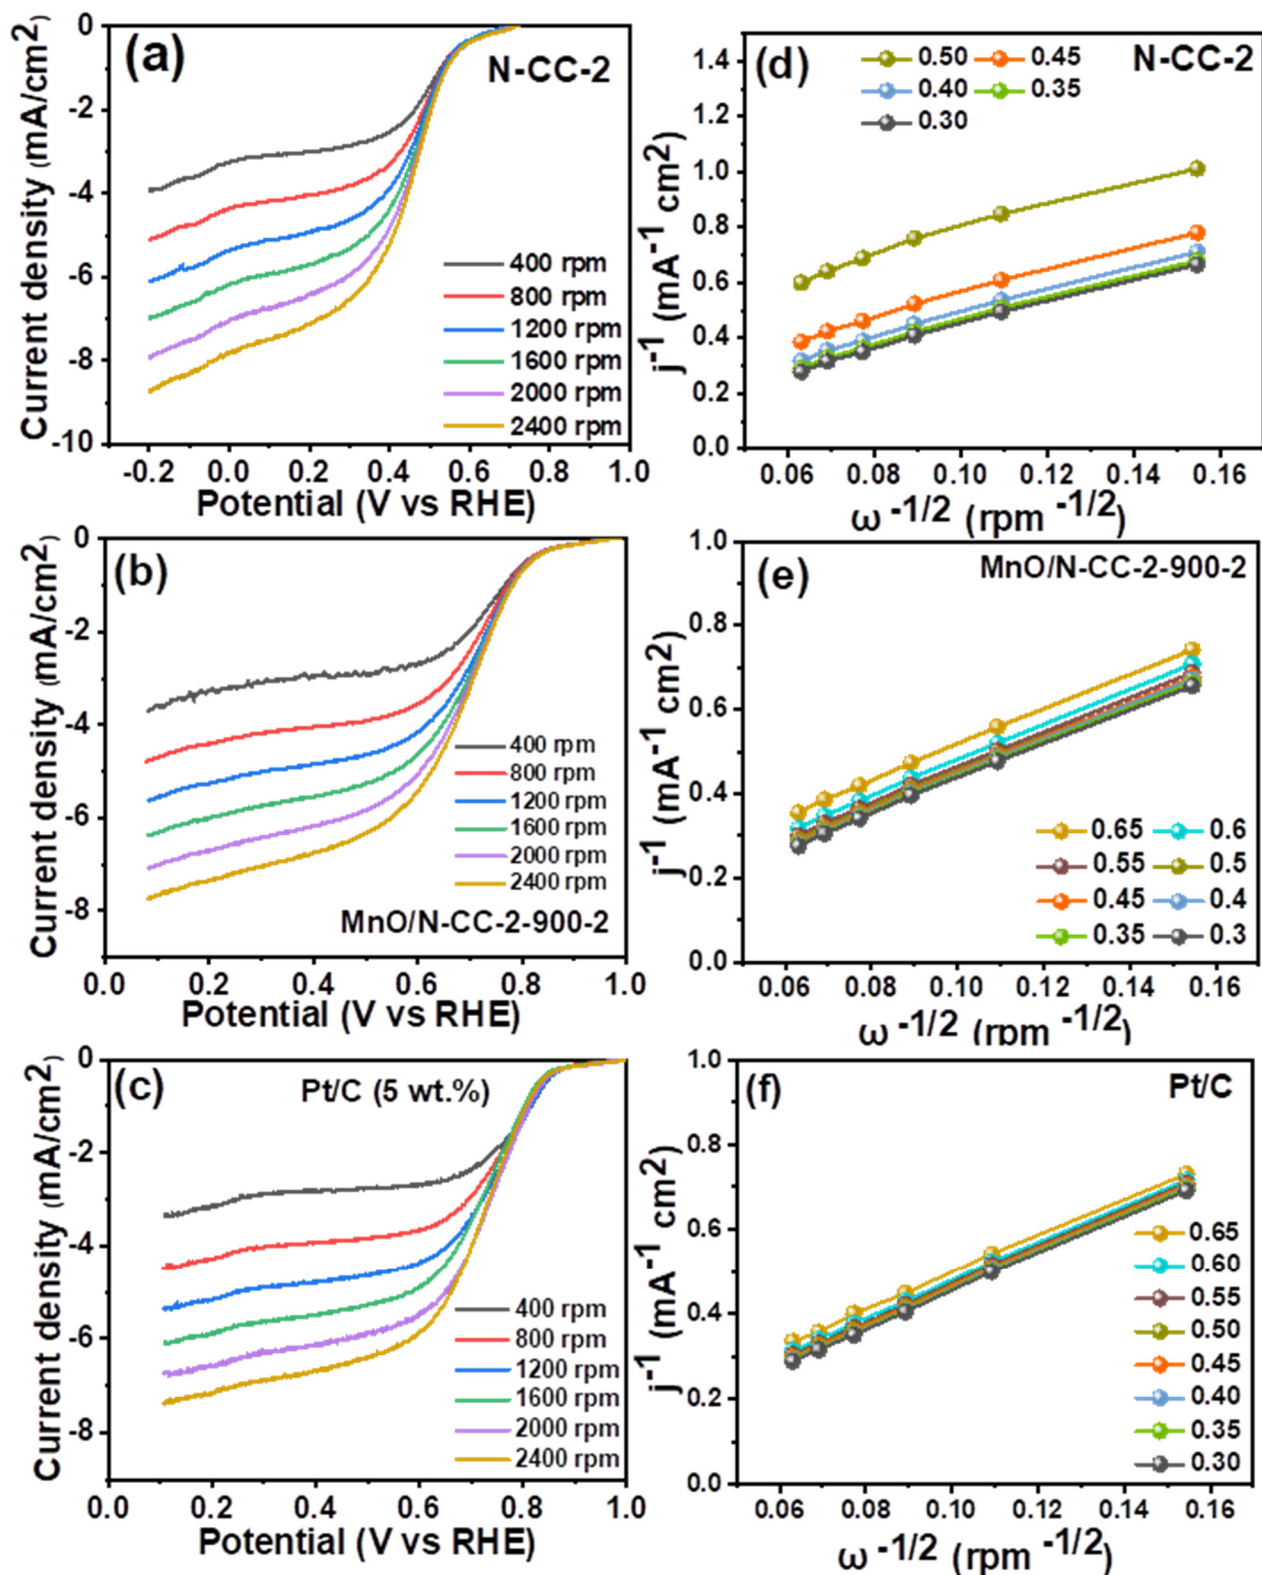 (a)
N-CC-2
0
-2
-4
-6
-8
-10
Current density (mA/cm2)
400 rpm
800 rpm
1200 rpm
1600 rpm
2000 rpm
2400 rpm
-0.2 0.0 0.2 0.4 0.6 0.8 1.0
Potential (V vs RHE)
(d)
N-CC-2
0.50 0.45
0.40 0.35
0.30
1.4
1.2
1.0
0.8
0.6
0.4
0.2
0.0
j-1 (mA-1 cm2)
0.06 0.08 0.10 0.12 0.14 0.16
ω -1/2 (rpm -1/2)
(b)
0
-2
-4
-6
-8
Current density (mA/cm2)
400 rpm
800 rpm
1200 rpm
1600 rpm
2000 rpm
2400 rpm
MnO/N-CC-2-900-2
0.0 0.2 0.4 0.6 0.8 1.0
Potential (V vs RHE)
(e)
MnO/N-CC-2-900-2
1.0
0.8
0.6
0.4
0.2
0.0
j-1 (mA-1 cm2)
0.65 0.6
0.55 0.5
0.45 0.4
0.35 0.3
0.06 0.08 0.10 0.12 0.14 0.16
ω -1/2 (rpm -1/2)
(c)
Pt/C (5 wt.%)
0
-2
-4
-6
-8
Current density (mA/cm2)
400 rpm
800 rpm
1200 rpm
1600 rpm
2000 rpm
2400 rpm
0.0 0.2 0.4 0.6 0.8 1.0
Potential (V vs RHE)
(f)
Pt/C
1.0
0.8
0.6
0.4
0.2
0.0
j-1 (mA-1 cm2)
0.65
0.60
0.55
0.50
0.45
0.40
0.35
0.30
0.06 0.08 0.10 0.12 0.14 0.16
ω -1/2 (rpm -1/2)